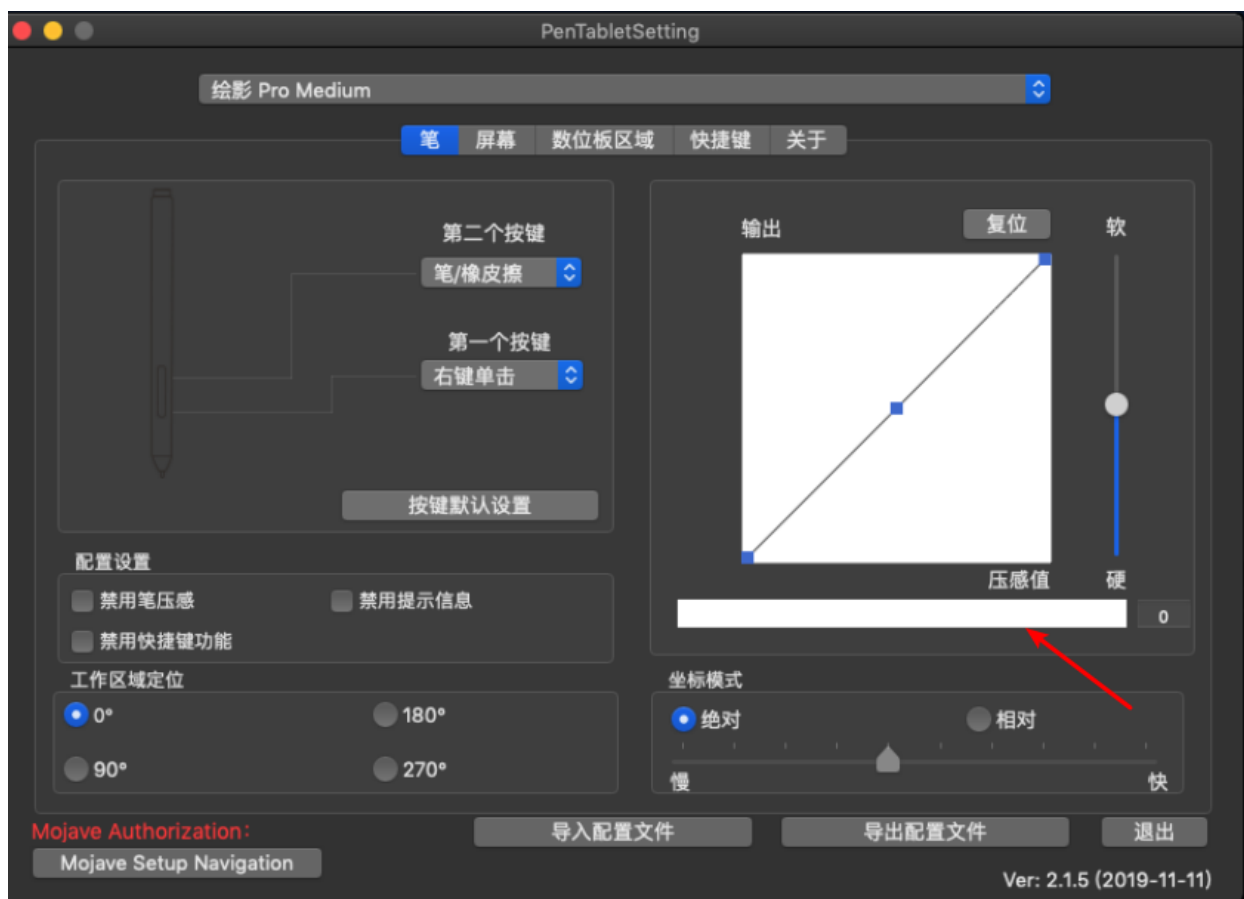 PenTabletSetting
绘影 Pro Medium
笔 屏幕 数位板区域 快捷键 关于
第二个按键
笔/橡皮擦
第一个按键
右键单击
按键默认设置
输出 复位 软
压感值 硬
0
配置设置
禁用笔压感 禁用提示信息
禁用快捷键功能
工作区域定位
0° 180°
90° 270°
坐标模式
绝对 相对
慢 快
Mojave Authorization:
导入配置文件 导出配置文件 退出
Mojave Setup Navigation
Ver: 2.1.5 (2019-11-11)